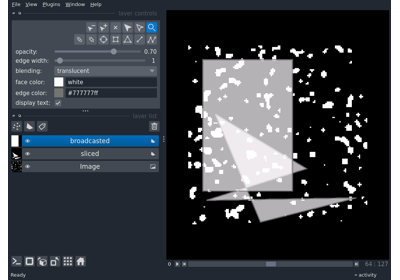 File View Plugins Window Help
layer controls
opacity: 0.70
edge width: 1
blending: translucent
face color: white
edge color: #777777ff
display text:
layer list
broadcasted
sliced
Image
64 127
Ready activity